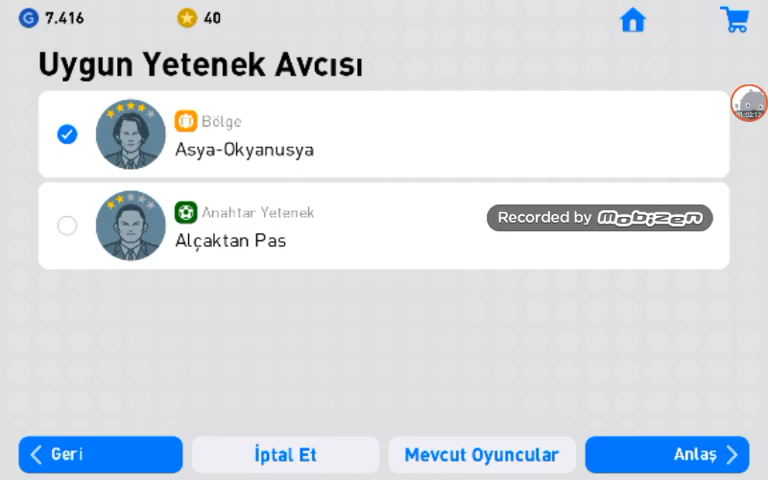 7.416
40
Uygun Yetenek Avcısı
Bölge
Asya-Okyanusya
Anahtar Yetenek
Alçaktan Pas
Recorded by mobizen
Geri
İptal Et
Mevcut Oyuncular
Anlaş